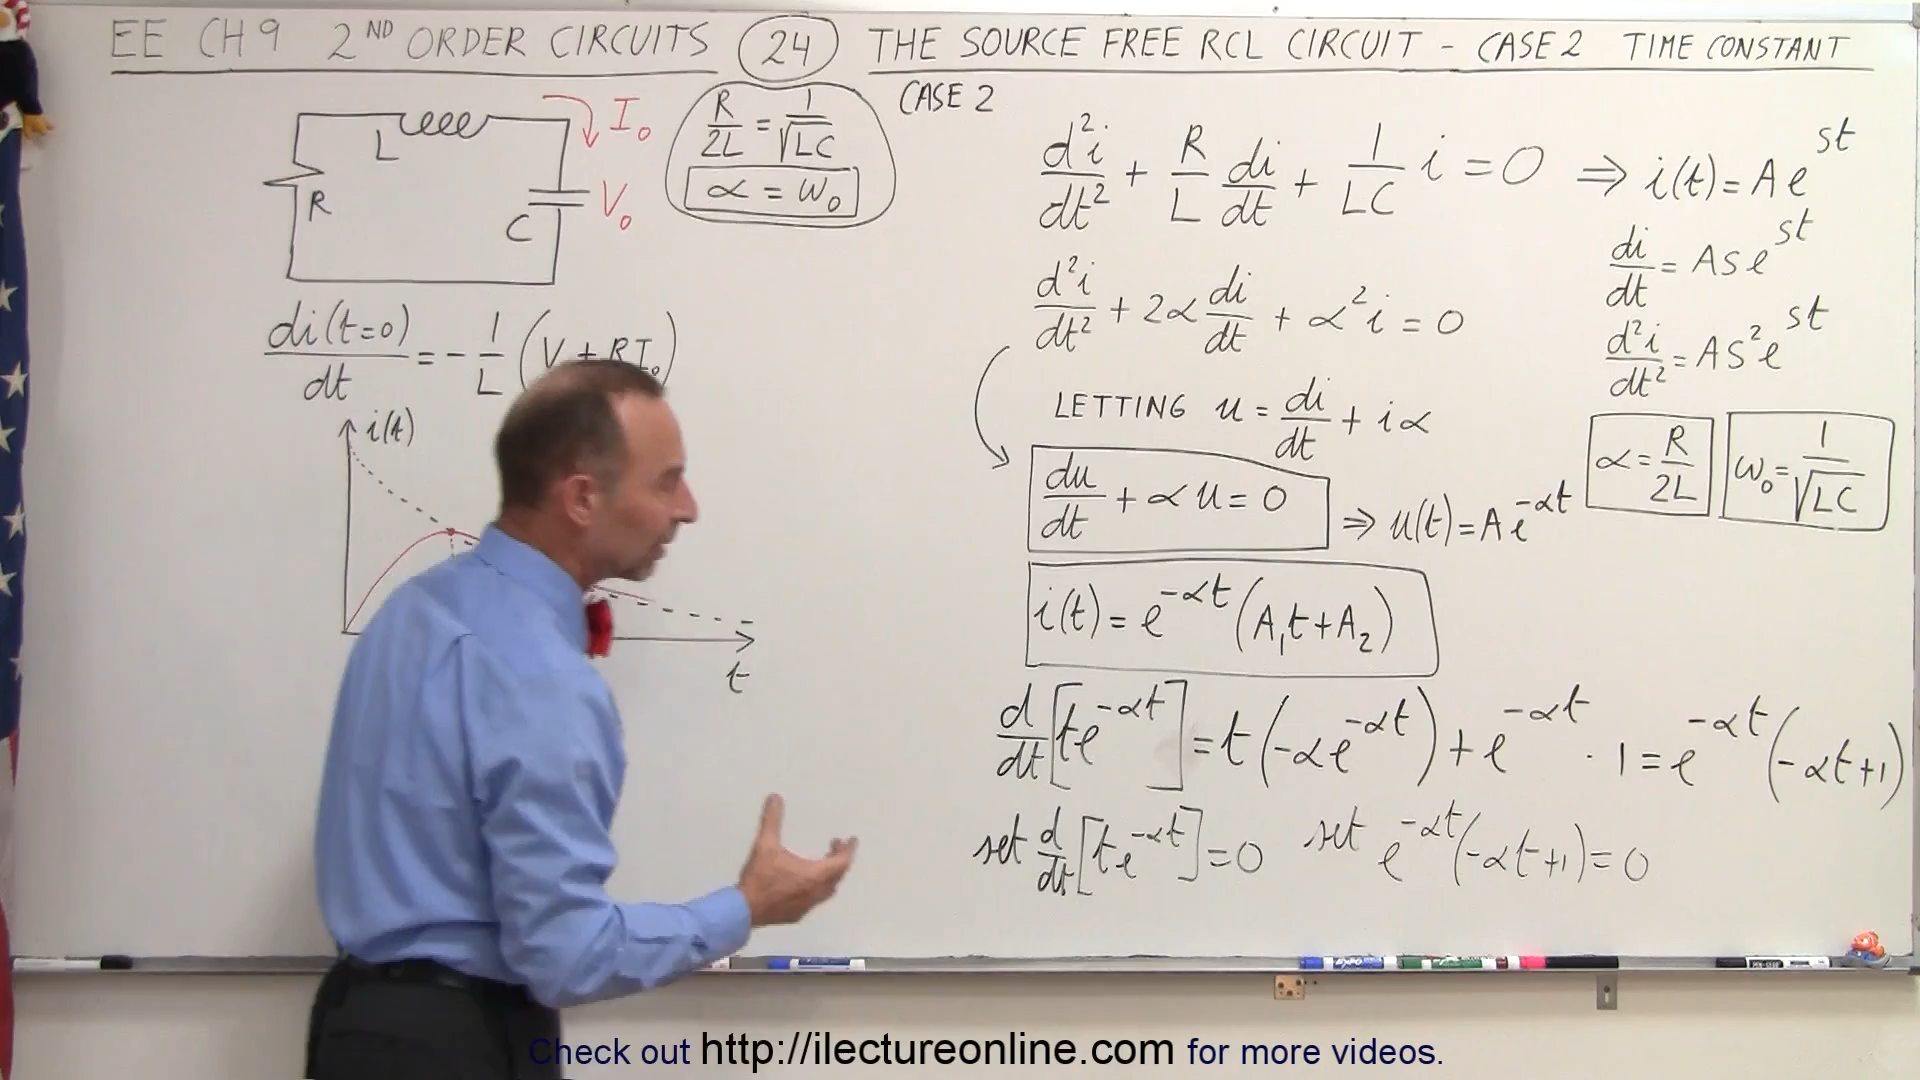 EE CH 9 2ND ORDER CIRCUITS 24 THE SOURCE FREE RCL CIRCUIT - CASE 2 TIME CONSTANT
L
R
C
I₀
V₀
R/2L = 1/√LC
α = ω₀
CASE 2
d²i/dt² + R/L di/dt + 1/LC i = 0 ⇒ i(t) = Ae^st
di/dt = Ase^st
d²i/dt² = AS²e^st
d²i/dt² + 2α di/dt + α²i = 0
LETTING u = di/dt + iα
α = R/2L
ω₀ = 1/√LC
du/dt + αu = 0 ⇒ u(t) = Ae^-αt
i(t) = e^-αt (A₁t + A₂)
d/dt [te^-αt] = t(-αe^-αt) + e^-αt · 1 = e^-αt (-αt+1)
set d/dt [te^-αt] = 0 set e^-αt (-αt+1) = 0
di(t=0)/dt = - 1/L (V + RI₀)
i(t)
t
Check out http://ilectureonline.com for more videos.